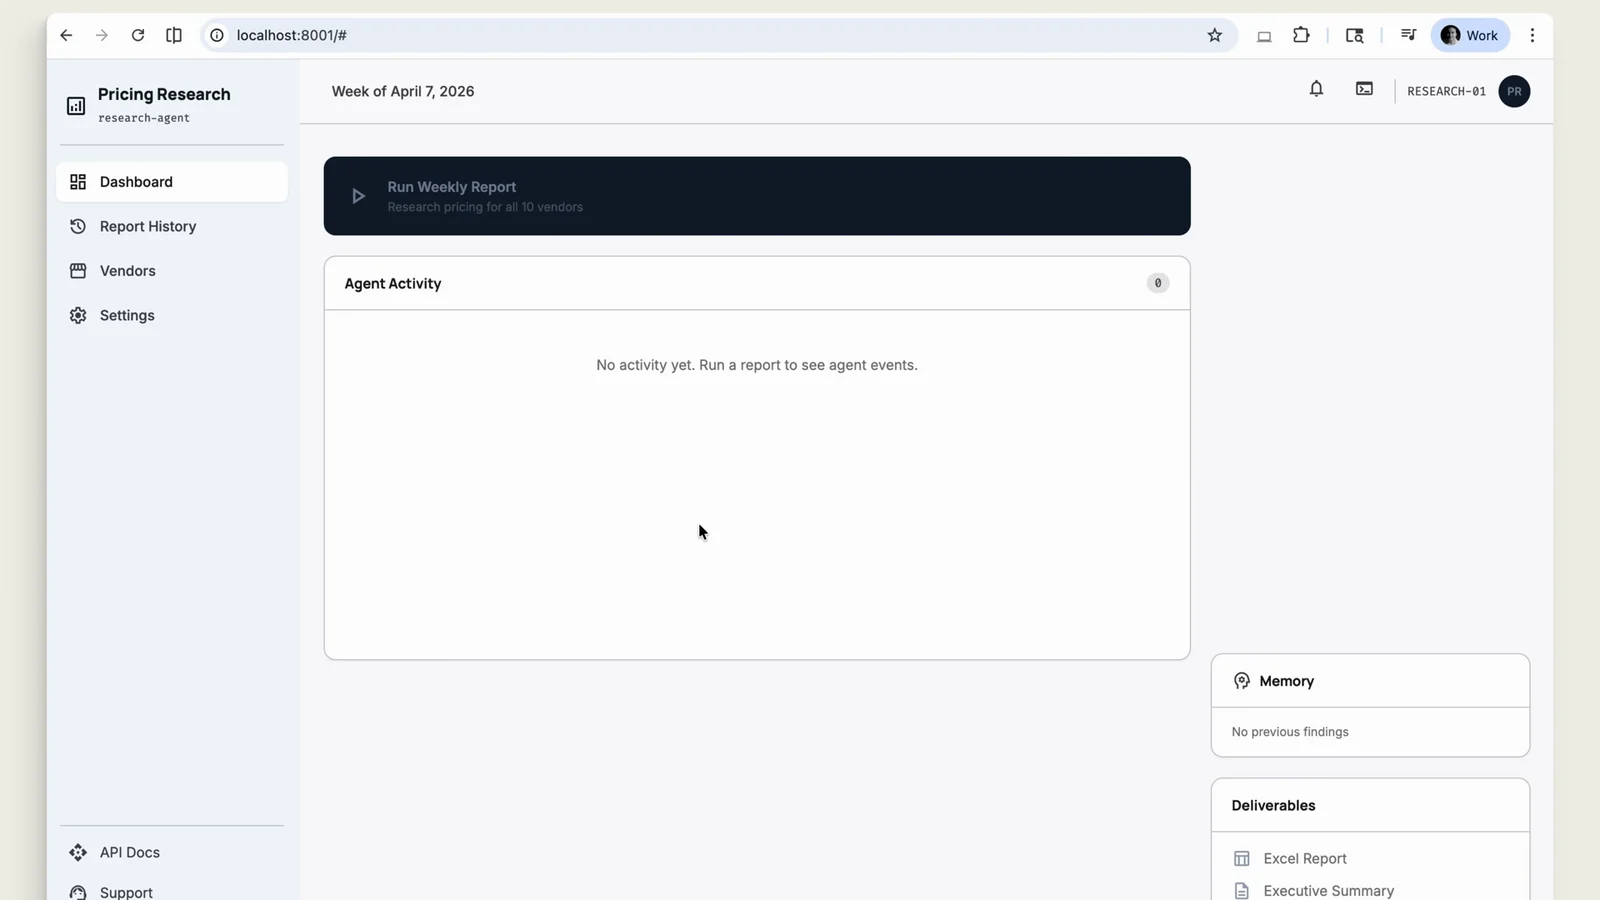 localhost:8001/#
Work
Pricing Research
research-agent
Dashboard
Report History
Vendors
Settings
API Docs
Support
Week of April 7, 2026
RESEARCH-01
PR
Run Weekly Report
Research pricing for all 10 vendors
Agent Activity
0
No activity yet. Run a report to see agent events.
Memory
No previous findings
Deliverables
Excel Report
Executive Summary